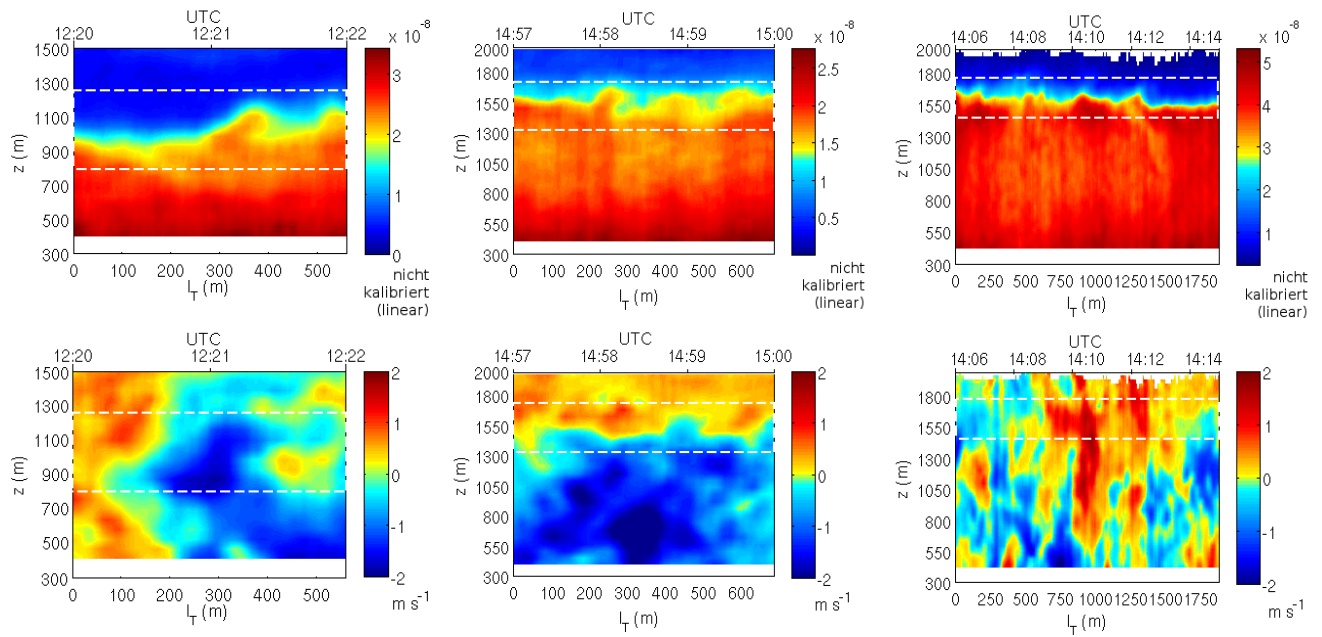 UTC
12:20 12:21 12:22
x 10⁻⁸
1500
1300
1100
900
700
500
300
z (m)
0 100 200 300 400 500
l_T (m)
3
2
1
0
nicht
kalibriert
(linear)
UTC
14:57 14:58 14:59 15:00
x 10⁻⁸
2000
1800
1550
1300
1050
800
550
300
z (m)
0 100 200 300 400 500 600
l_T (m)
2.5
2
1.5
1
0.5
nicht
kalibriert
(linear)
UTC
14:06 14:08 14:10 14:12 14:14
x 10⁻⁸
2000
1800
1550
1300
1050
800
550
300
z (m)
0 250 500 750 1000 1250 1500 1750
l_T (m)
5
4
3
2
1
nicht
kalibriert
(linear)
UTC
12:20 12:21 12:22
1500
1300
1100
900
700
500
300
z (m)
0 100 200 300 400 500
l_T (m)
2
1
0
-1
-2
m s⁻¹
UTC
14:57 14:58 14:59 15:00
2000
1800
1550
1300
1050
800
550
300
z (m)
0 100 200 300 400 500 600
l_T (m)
2
1
0
-1
-2
m s⁻¹
UTC
14:06 14:08 14:10 14:12 14:14
1800
1550
1300
1050
800
550
300
z (m)
0 250 500 750 1000 1250 1500 1750
l_T (m)
2
1
0
-1
-2
m s⁻¹